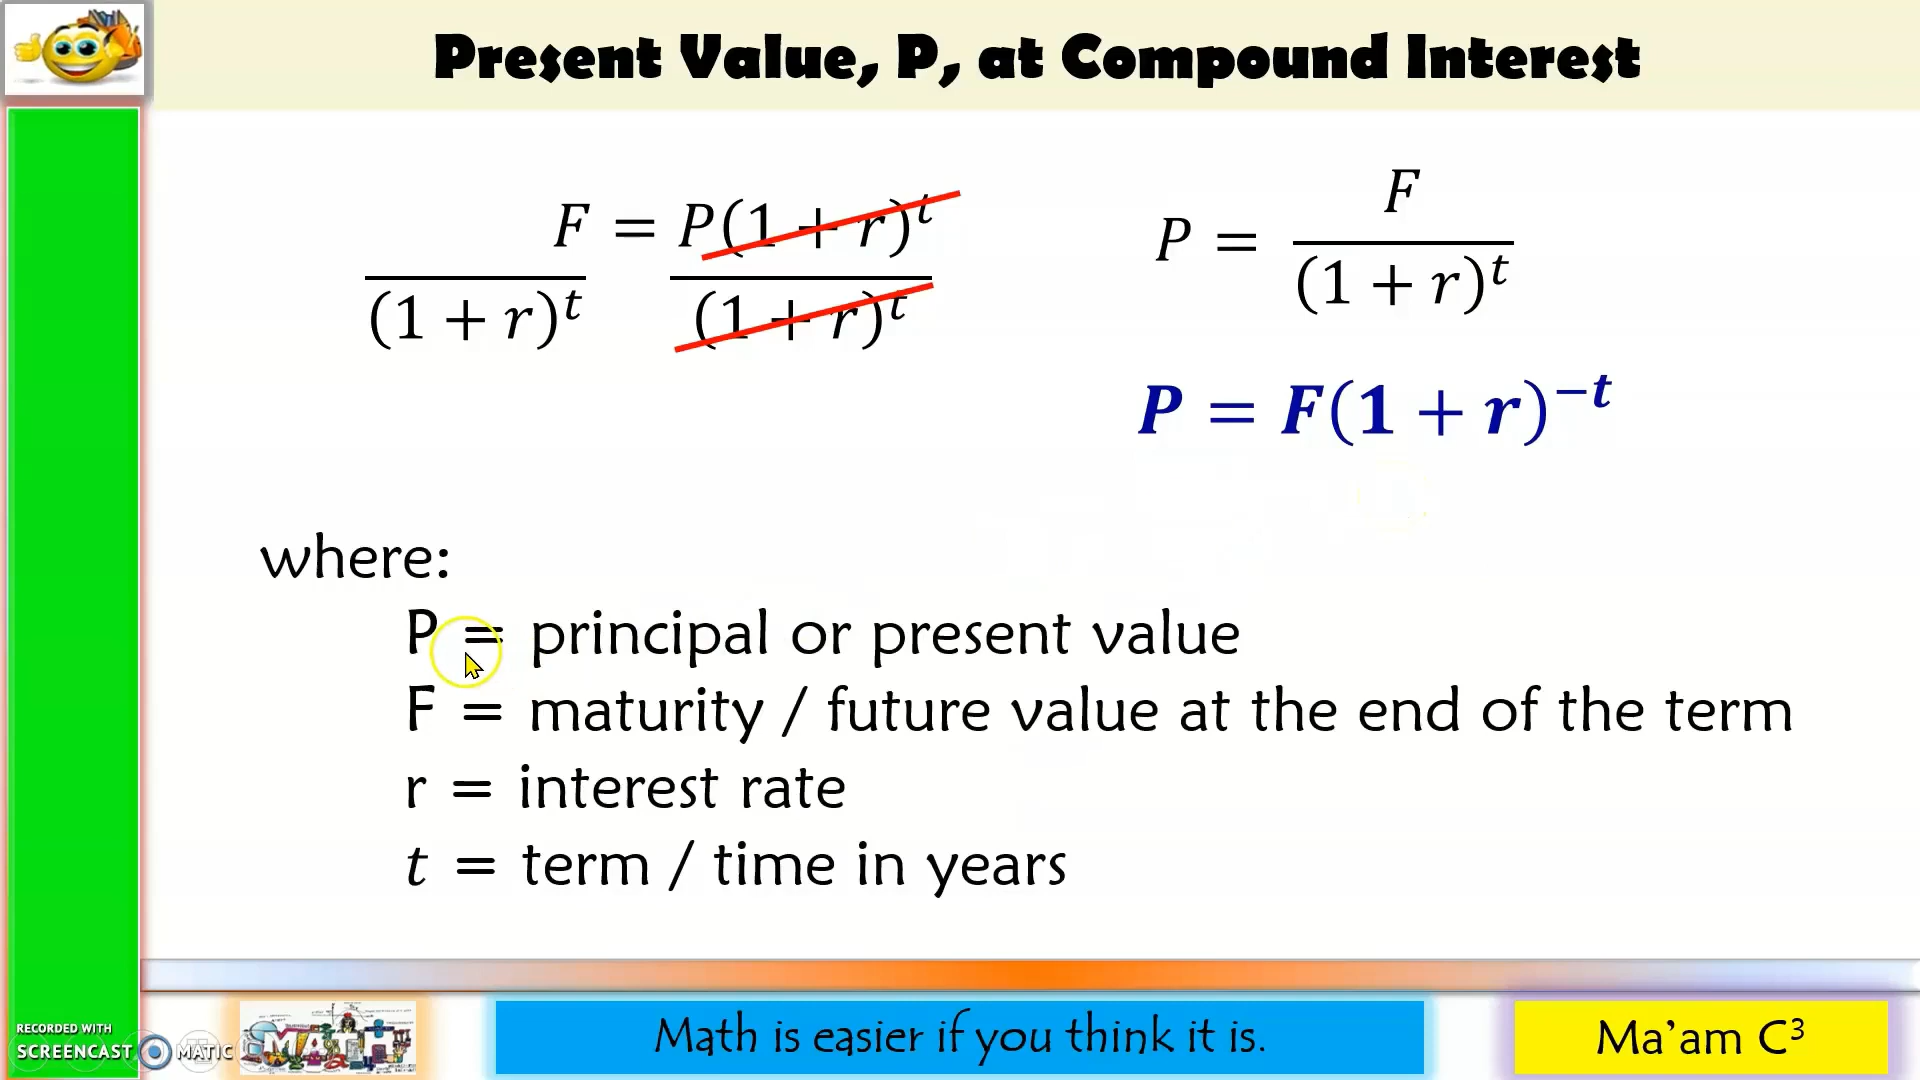 Present Value, P, at Compound Interest
F = P(1 + r)^t
(1 + r)^t (1 + r)^t
P = F / (1 + r)^t
P = F(1 + r)^−t
where:
P = principal or present value
F = maturity / future value at the end of the term
r = interest rate
t = term / time in years
RECORDED WITH
SCREENCAST MATIC
MATH
Math is easier if you think it is.
Ma’am C³